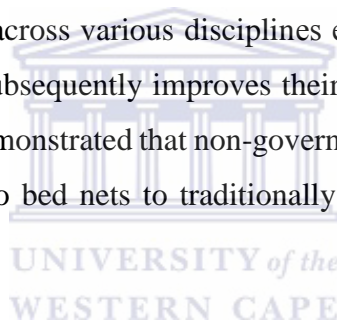 across various disciplines e
ubsequently improves their
monstrated that non-govern
o bed nets to traditionally
UNIVERSITY of the
WESTERN CAPE